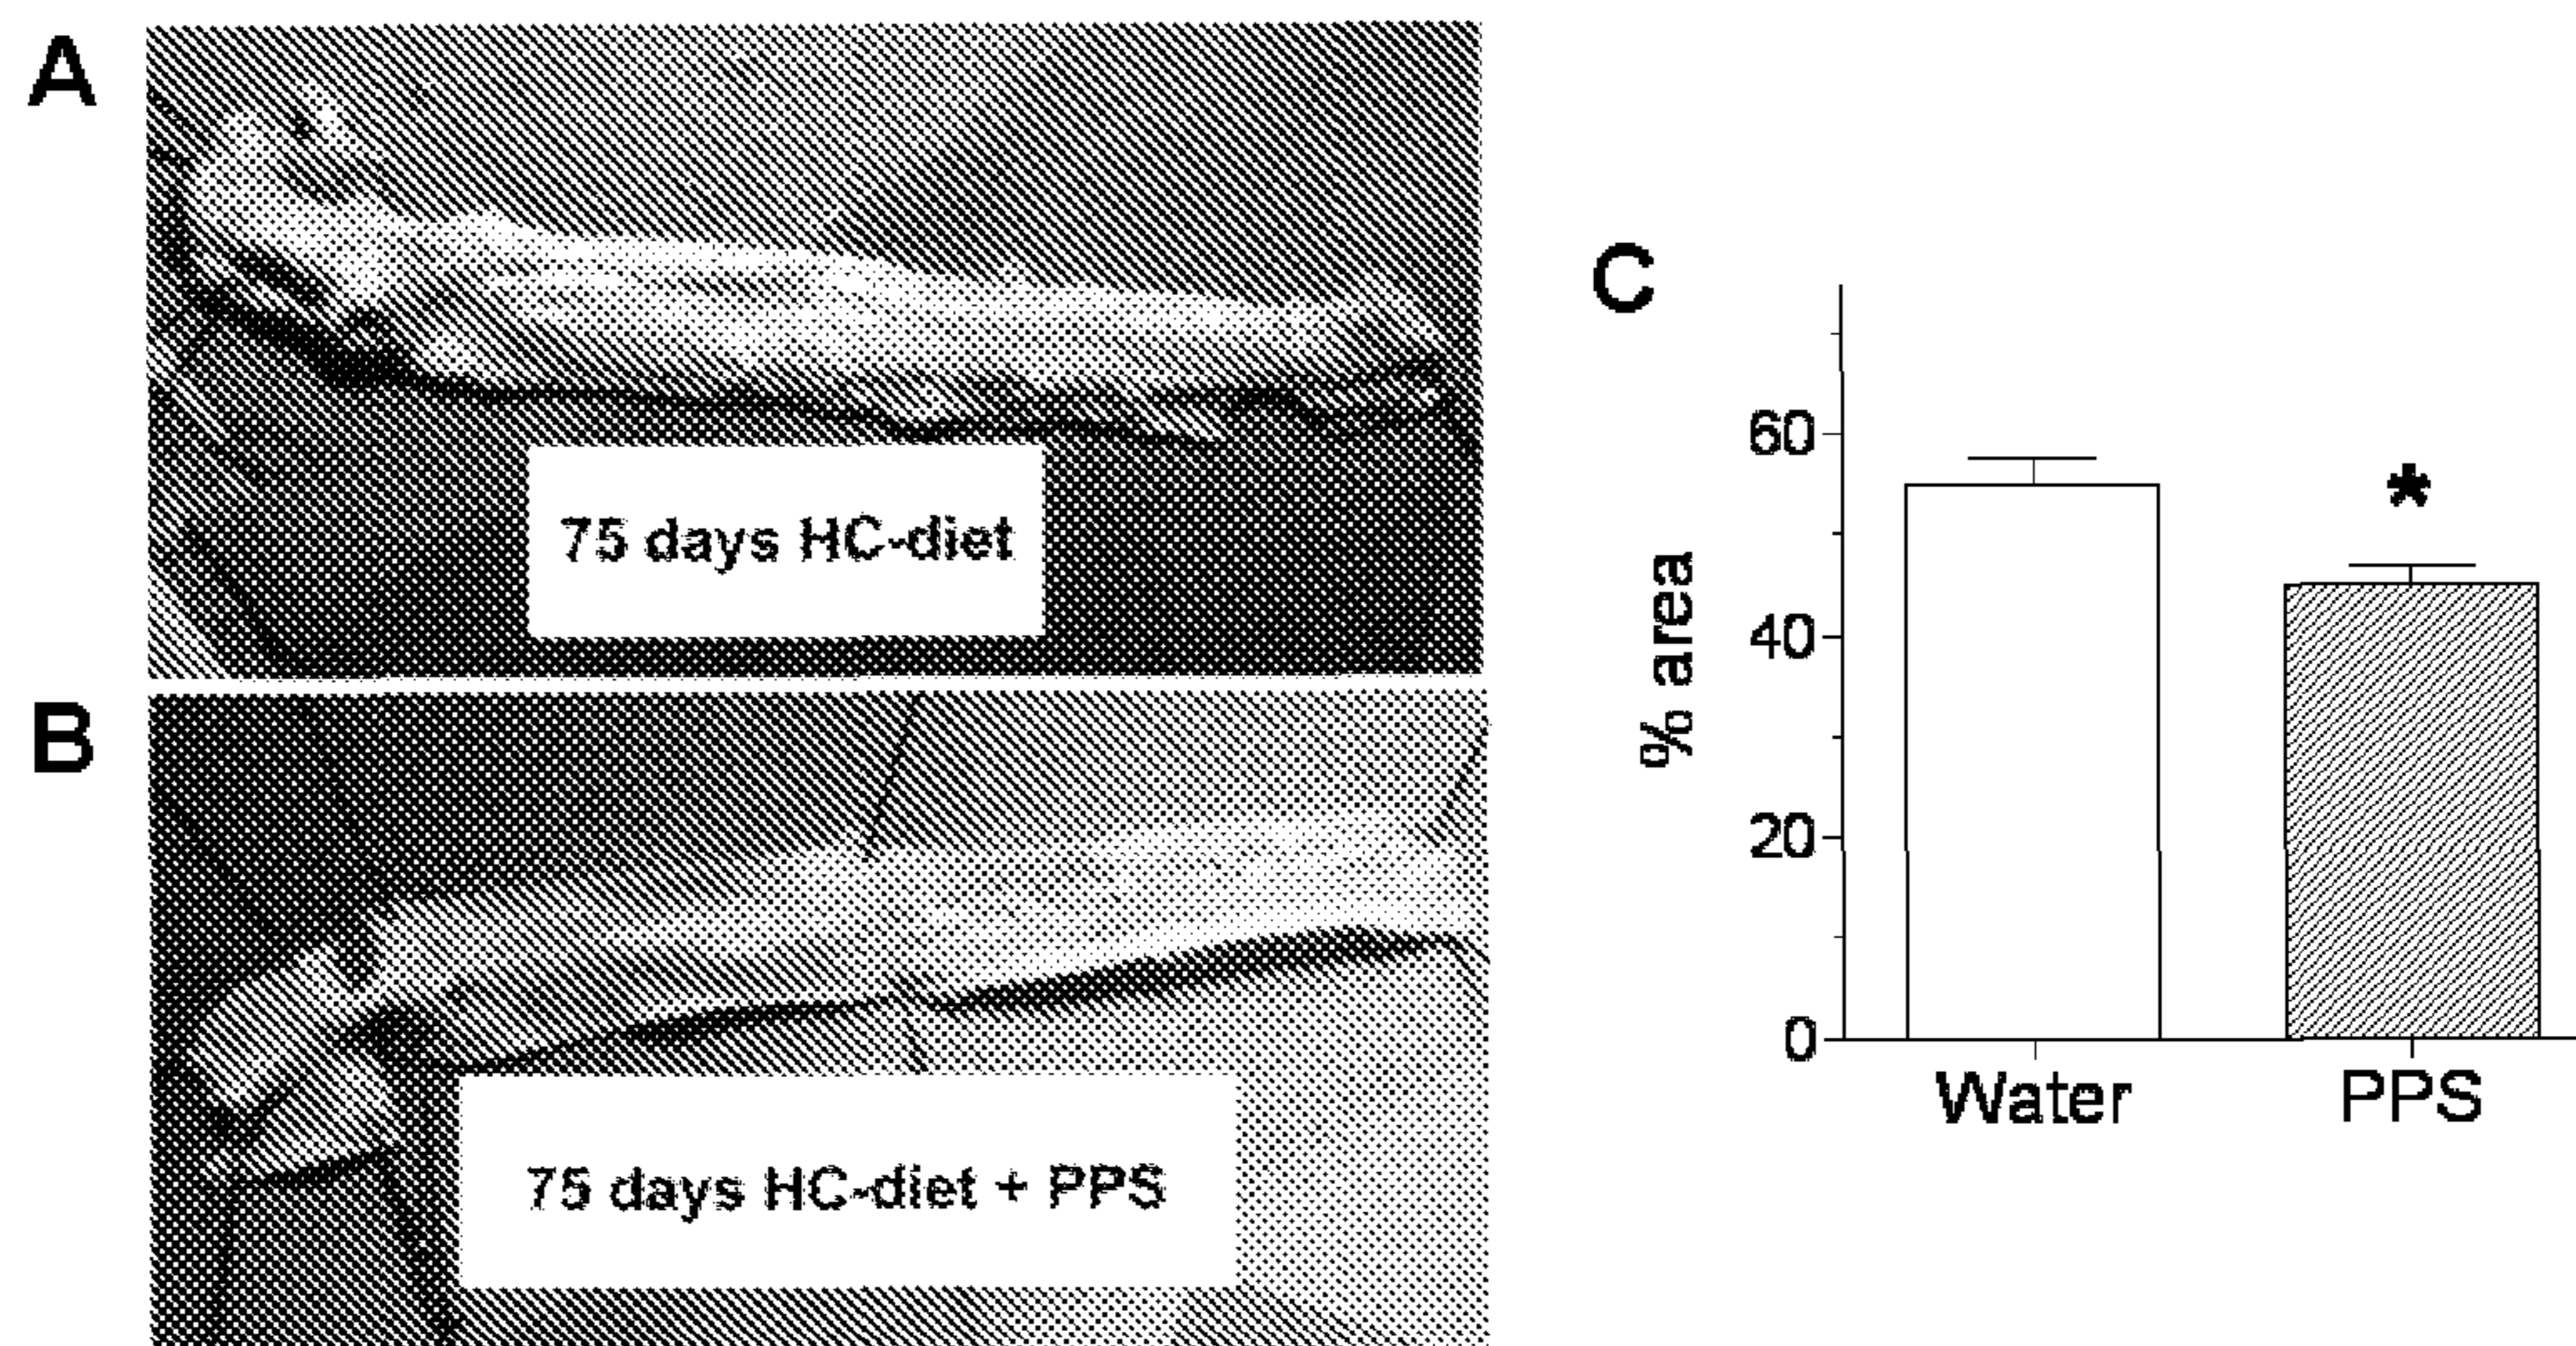 A
75 days HC-diet
B
75 days HC-diet + PPS
C
% area
60
40
20
0
*
Water
PPS